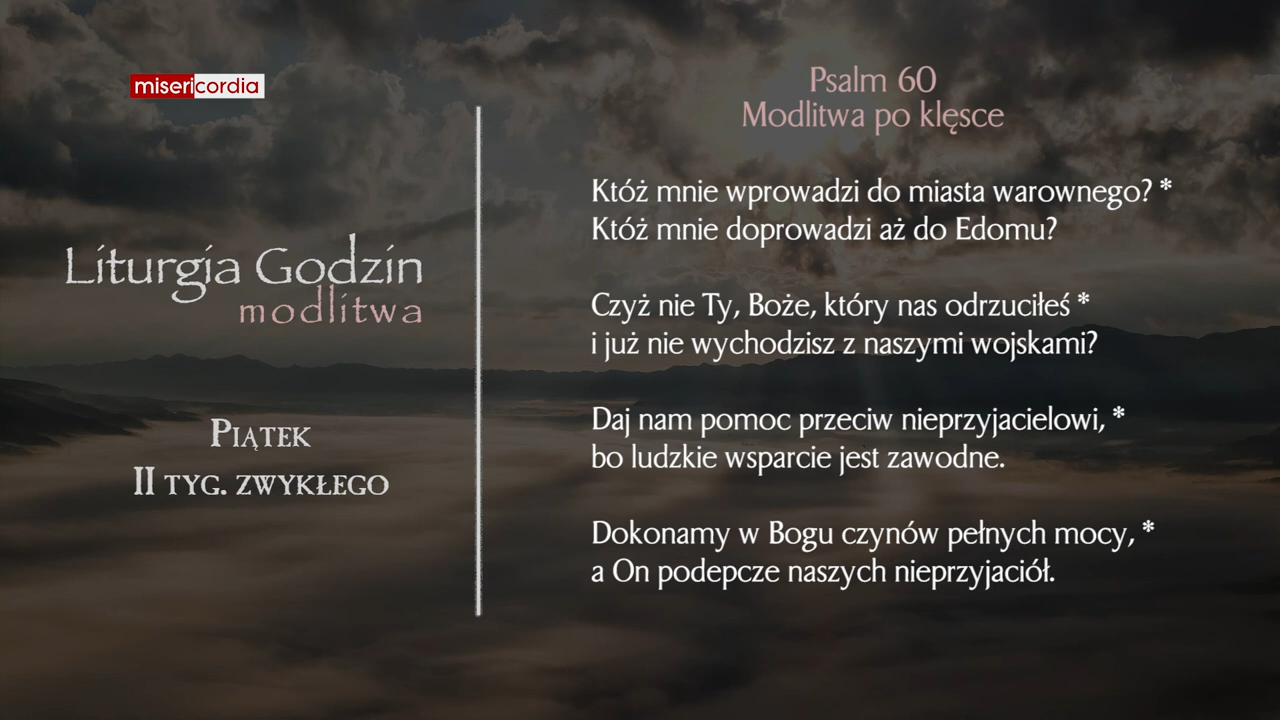 misericordia
Liturgia Godzin
modlitwa
Piątek
II tyg. zwykłego
Psalm 60
Modlitwa po klęsce
Któż mnie wprowadzi do miasta warownego? *
Któż mnie doprowadzi aż do Edomu?
Czyż nie Ty, Boże, który nas odrzuciłeś *
i już nie wychodzisz z naszymi wojskami?
Daj nam pomoc przeciw nieprzyjacielowi, *
bo ludzkie wsparcie jest zawodne.
Dokonamy w Bogu czynów pełnych mocy, *
a On podepcze naszych nieprzyjaciół.